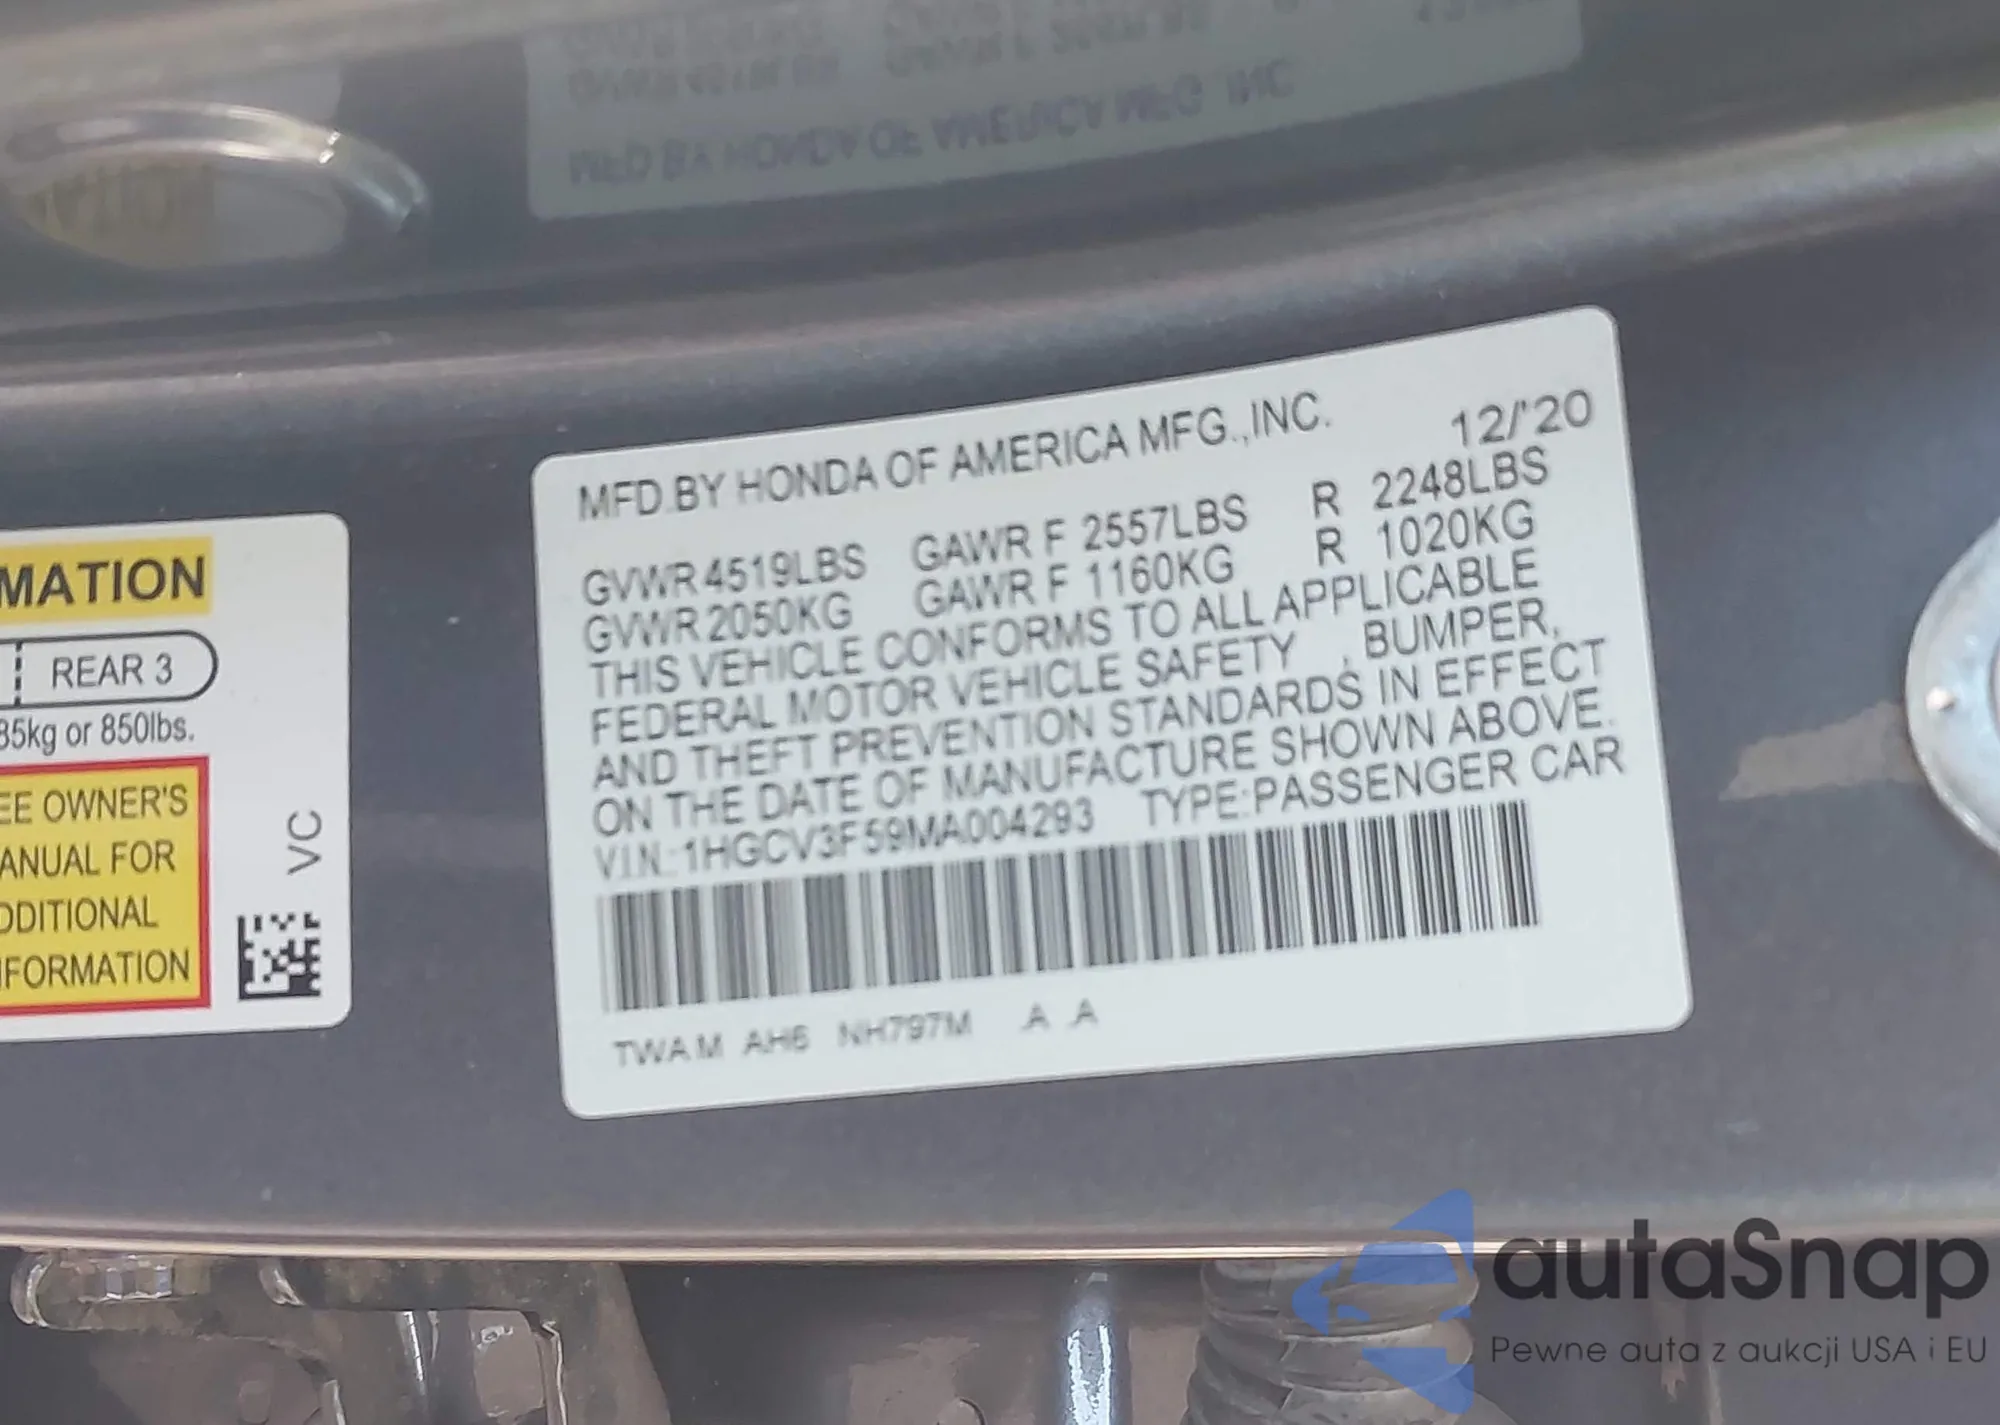 MFD.BY HONDA OF AMERICA MFG.,INC.
12/'20
GVWR 4519LBS GAWR F 2557LBS R 2248LBS
GVWR 2050KG GAWR F 1160KG R 1020KG
THIS VEHICLE CONFORMS TO ALL APPLICABLE
FEDERAL MOTOR VEHICLE SAFETY , BUMPER,
AND THEFT PREVENTION STANDARDS IN EFFECT
ON THE DATE OF MANUFACTURE SHOWN ABOVE.
V.I.N.:1HGCV3F59MA004293 TYPE:PASSENGER CAR
TWAM AH6 NH797M A A
MATION
REAR 3
85kg or 850lbs.
EE OWNER'S
ANUAL FOR
DDITIONAL
NFORMATION
VC
autaSnap
Pewne auta z aukcji USA i EU